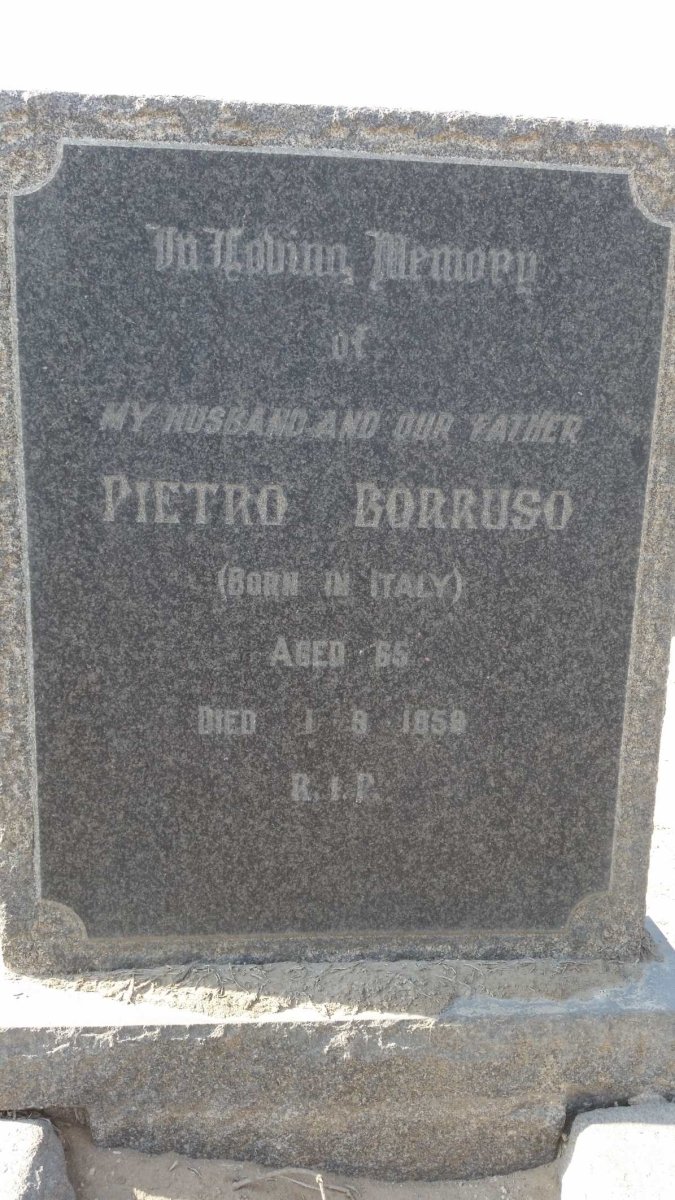 In Loving Memory
of
MY HUSBAND AND OUR FATHER
PIETRO BORRUSO
(BORN IN ITALY)
AGED 65
DIED 1 8
R.I.P.